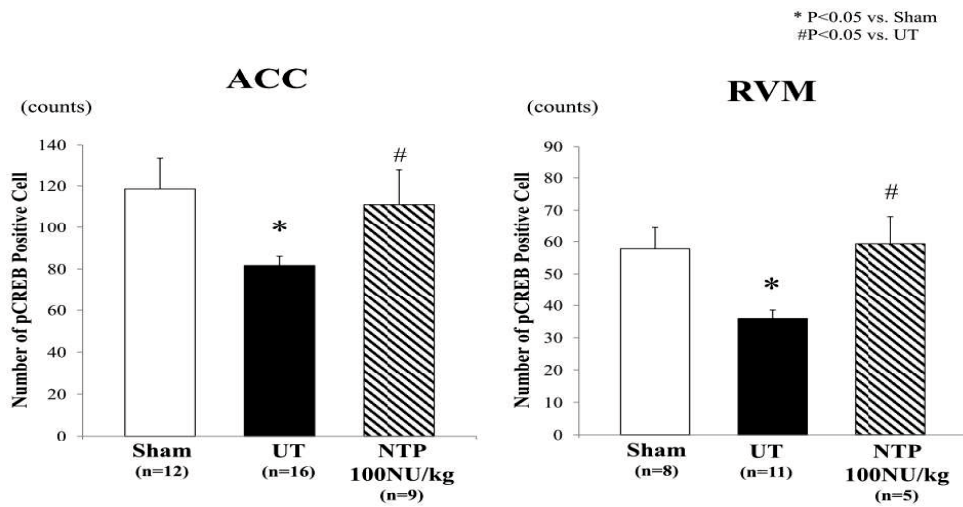 * P<0.05 vs. Sham
#P<0.05 vs. UT
ACC
(counts)
Number of pCREB Positive Cell
140
120
100
80
60
40
20
0
#
*
Sham
(n=12)
UT
(n=16)
NTP
100NU/kg
(n=9)
RVM
(counts)
Number of pCREB Positive Cell
90
80
70
60
50
40
30
20
10
0
#
*
Sham
(n=8)
UT
(n=11)
NTP
100NU/kg
(n=5)